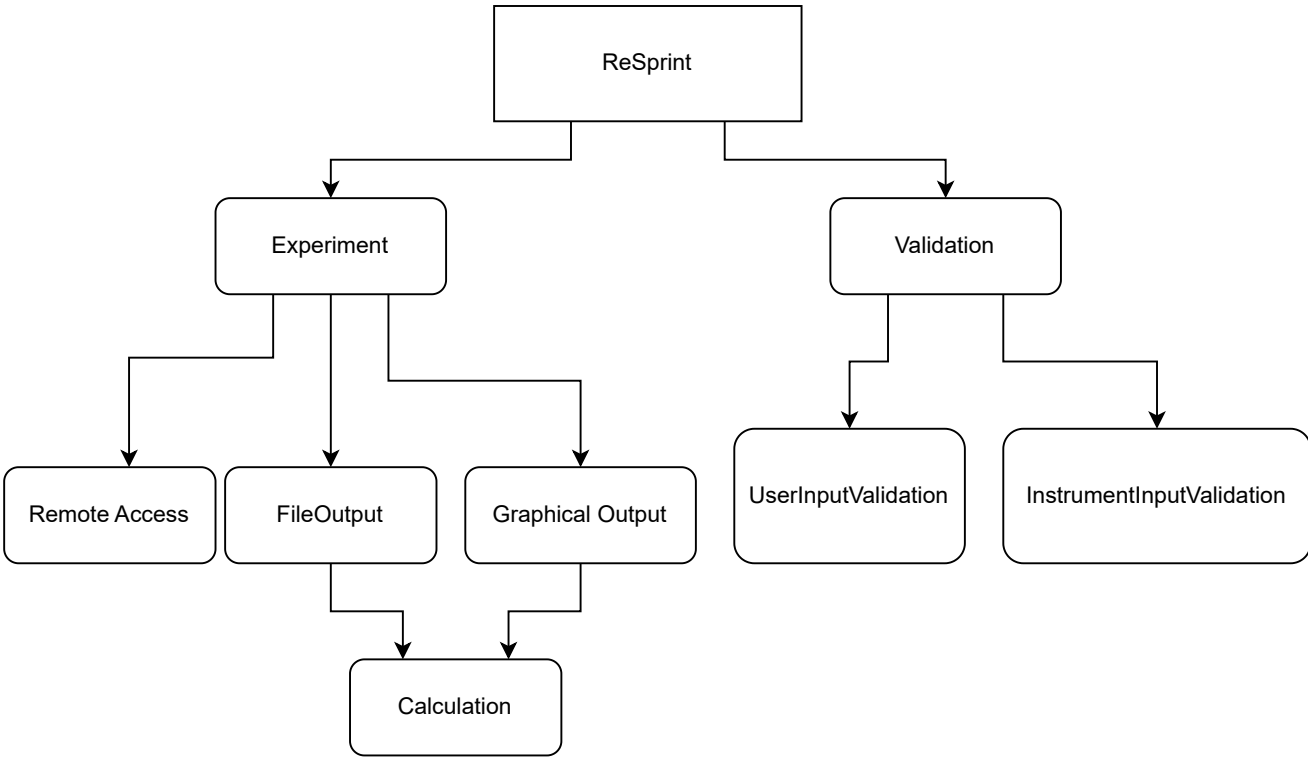 ReSprint
Experiment
Validation
Remote Access
FileOutput
Graphical Output
UserInputValidation
InstrumentInputValidation
Calculation